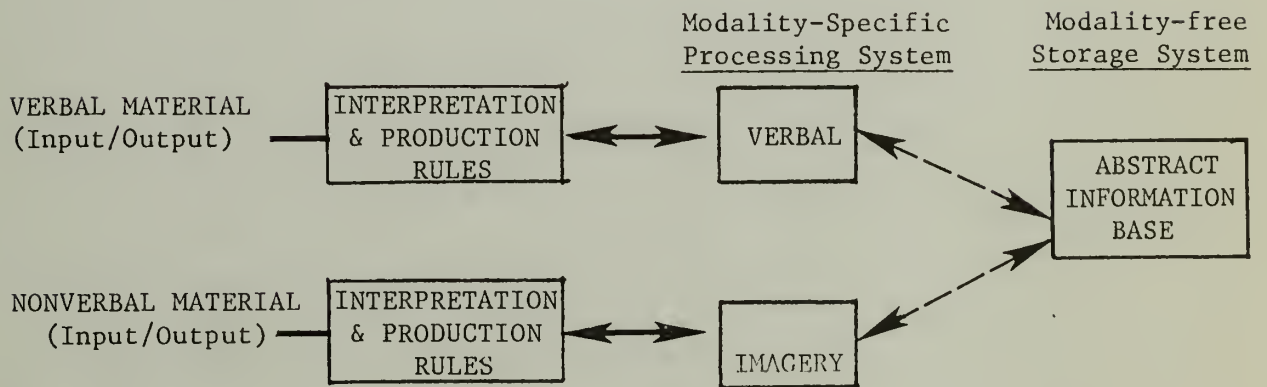 Modality-Specific
Processing System
Modality-free
Storage System
VERBAL MATERIAL
(Input/Output)
INTERPRETATION
& PRODUCTION
RULES
VERBAL
ABSTRACT
INFORMATION
BASE
NONVERBAL MATERIAL
(Input/Output)
INTERPRETATION
& PRODUCTION
RULES
IMAGERY